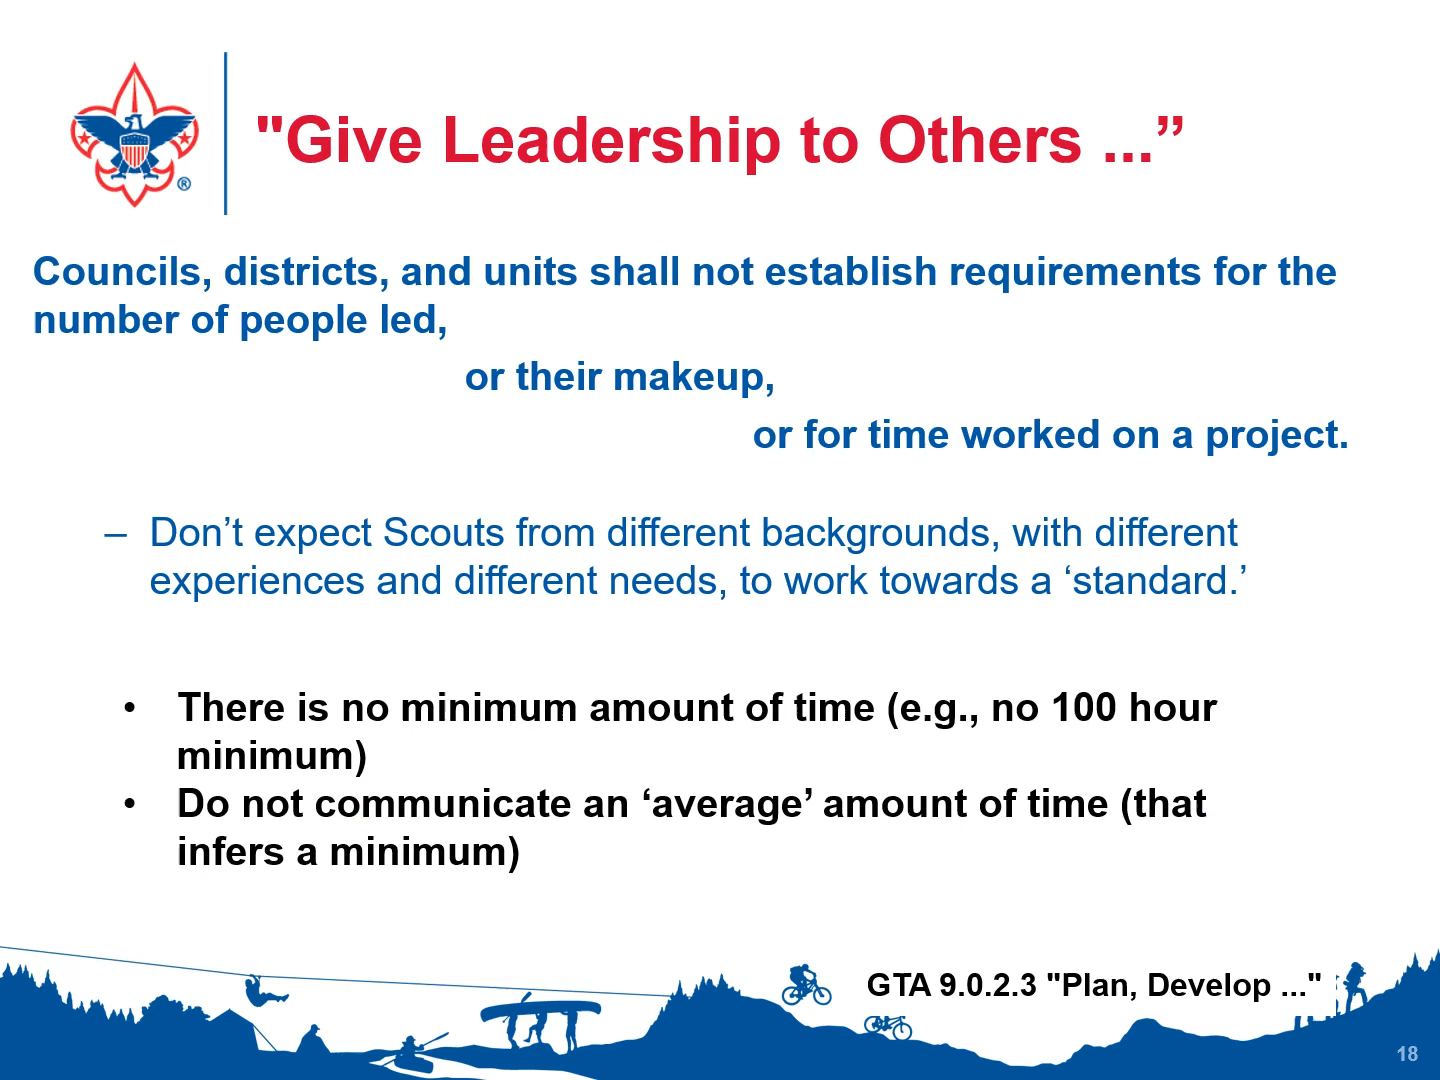 "Give Leadership to Others ...”
®
Councils, districts, and units shall not establish requirements for the
number of people led,
or their makeup,
or for time worked on a project.
– Don’t expect Scouts from different backgrounds, with different
experiences and different needs, to work towards a ‘standard.’
• There is no minimum amount of time (e.g., no 100 hour
minimum)
• Do not communicate an ‘average’ amount of time (that
infers a minimum)
GTA 9.0.2.3 "Plan, Develop ..."
18